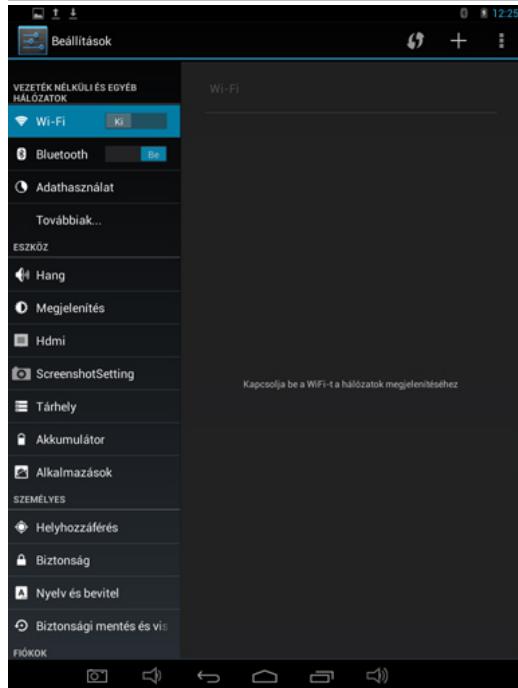 12:25
Beállítások
VEZETÉK NÉLKÜLI ÉS EGYÉB
HÁLÓZATOK
Wi-Fi
Wi-Fi
Ki
Bluetooth
Be
Adathasználat
Továbbiak...
ESZKÖZ
Hang
Megjelenítés
Hdmi
ScreenshotSetting
Kapcsolja be a WiFi-t a hálózatok megjelenítéséhez
Tárhely
Akkumulátor
Alkalmazások
SZEMÉLYES
Helyhozzáférés
Biztonság
Nyelv és bevitel
Biztonsági mentés és vis
FIÓKOK